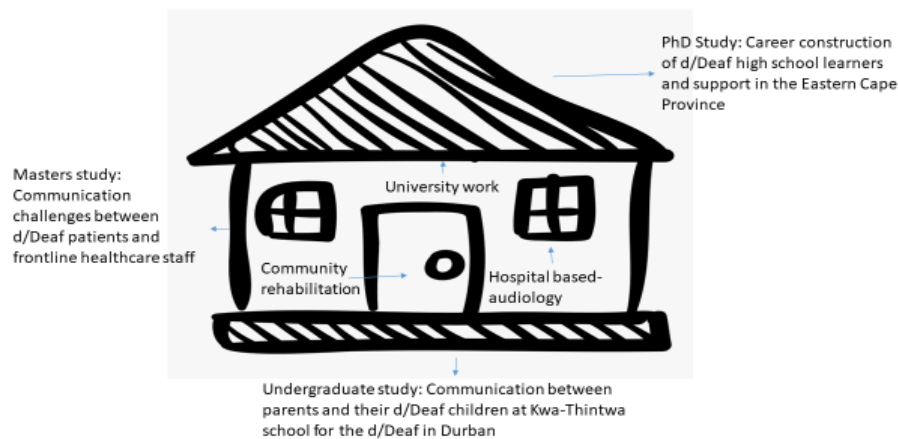 PhD Study: Career construction
of d/Deaf high school learners
and support in the Eastern Cape
Province
Masters study:
Communication
challenges between
d/Deaf patients and
frontline healthcare staff
University work
Community
rehabilitation
Hospital based-
audiology
Undergraduate study: Communication between
parents and their d/Deaf children at Kwa-Thintwa
school for the d/Deaf in Durban